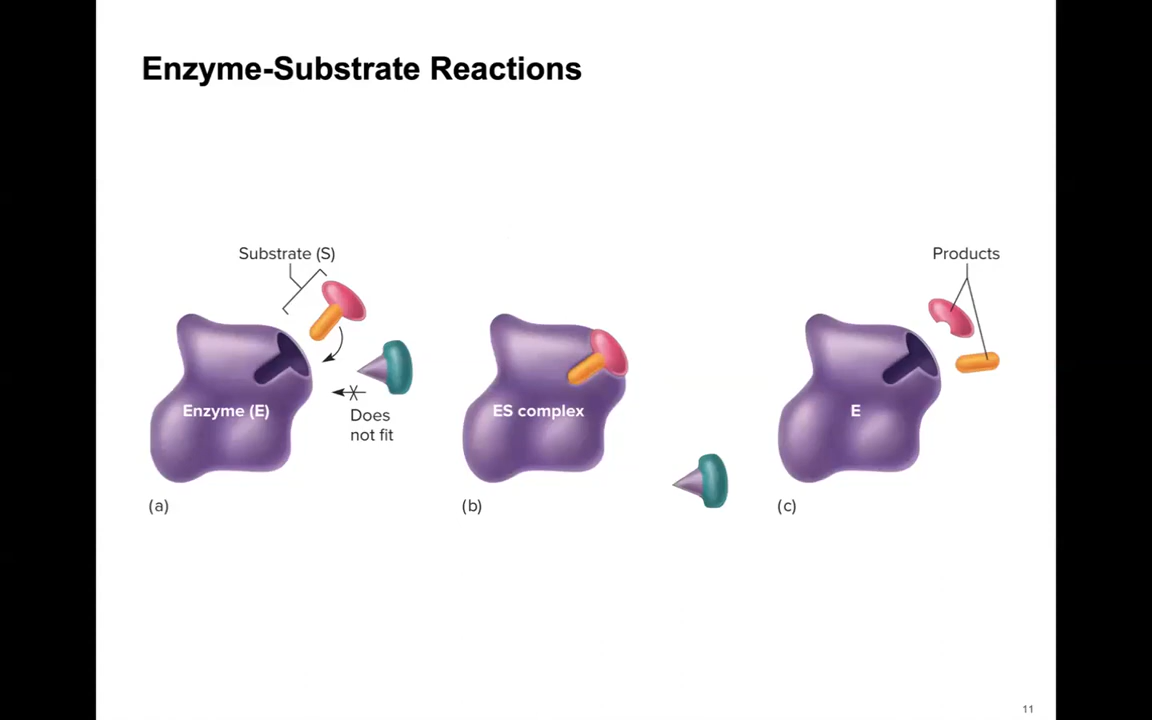 Enzyme-Substrate Reactions
Substrate (S)
Products
Enzyme (E)
Does
not fit
ES complex
E
(a)
(b)
(c)
11